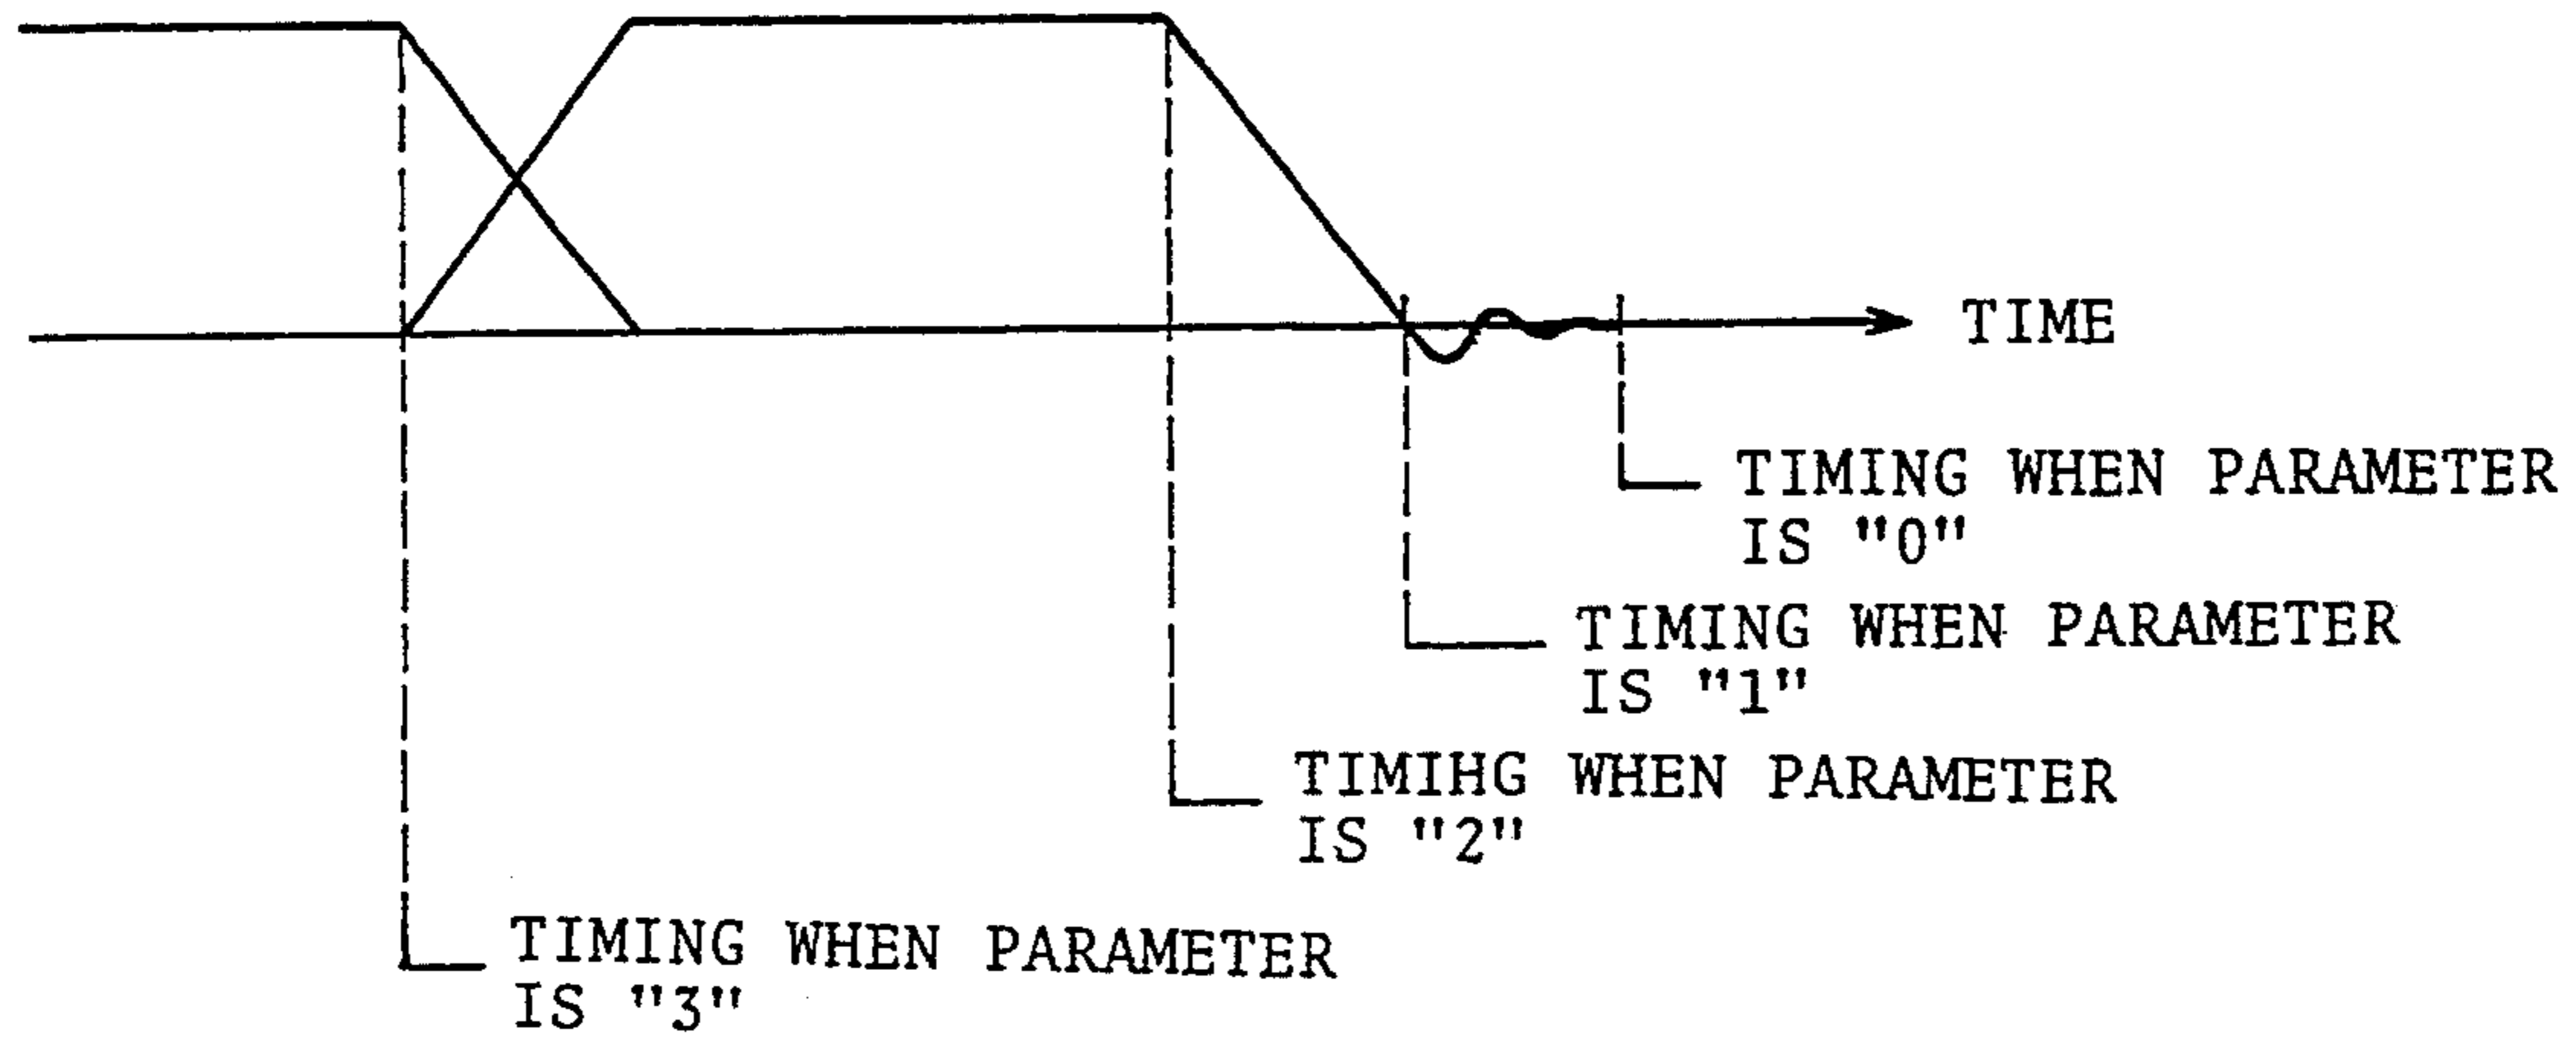 TIME
TIMING WHEN PARAMETER
IS "0"
TIMING WHEN PARAMETER
IS "1"
TIMIHG WHEN PARAMETER
IS "2"
TIMING WHEN PARAMETER
IS "3"